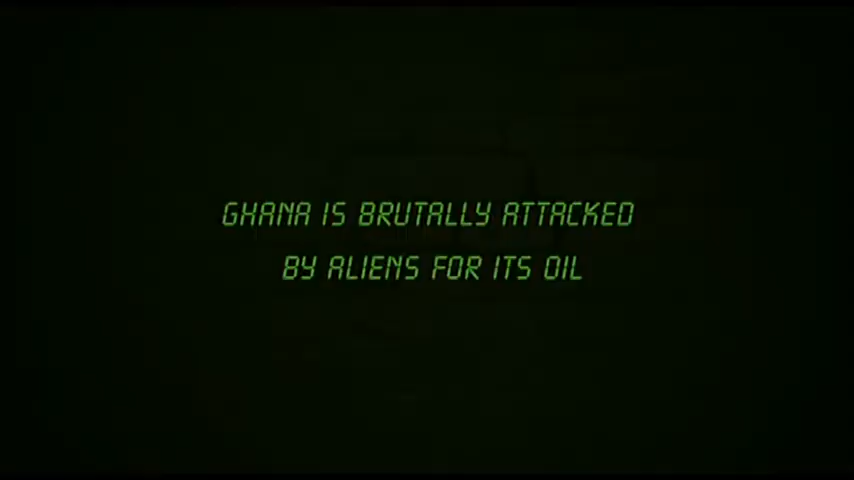 GHANA IS BRUTALLY ATTACKED
BY ALIENS FOR ITS OIL